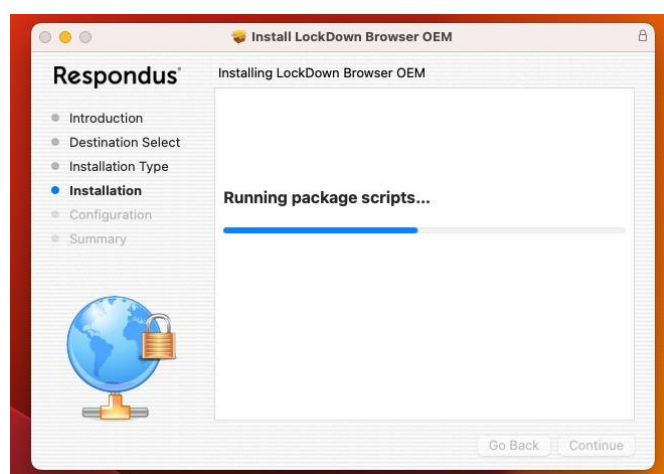 Install LockDown Browser OEM
Respondus
Installing LockDown Browser OEM
Introduction
Destination Select
Installation Type
Installation
Configuration
Summary
Running package scripts...
Go Back
Continue